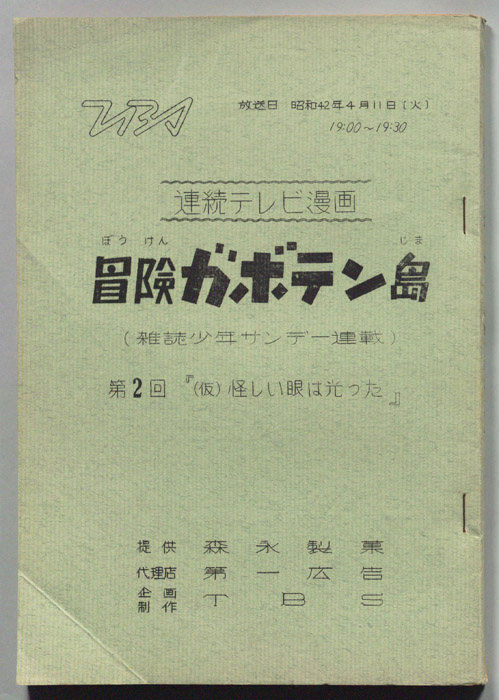 TBS
放送日 昭和42年4月11日(火)
19:00~19:30
連続テレビ漫画
ぼうけん じま
冒険ガボテン島
(雑誌少年サンデー連載)
第2回『(仮)怪しい眼は光った』
提供 森永製菓
代理店 第一広告
企画
制作 TBS